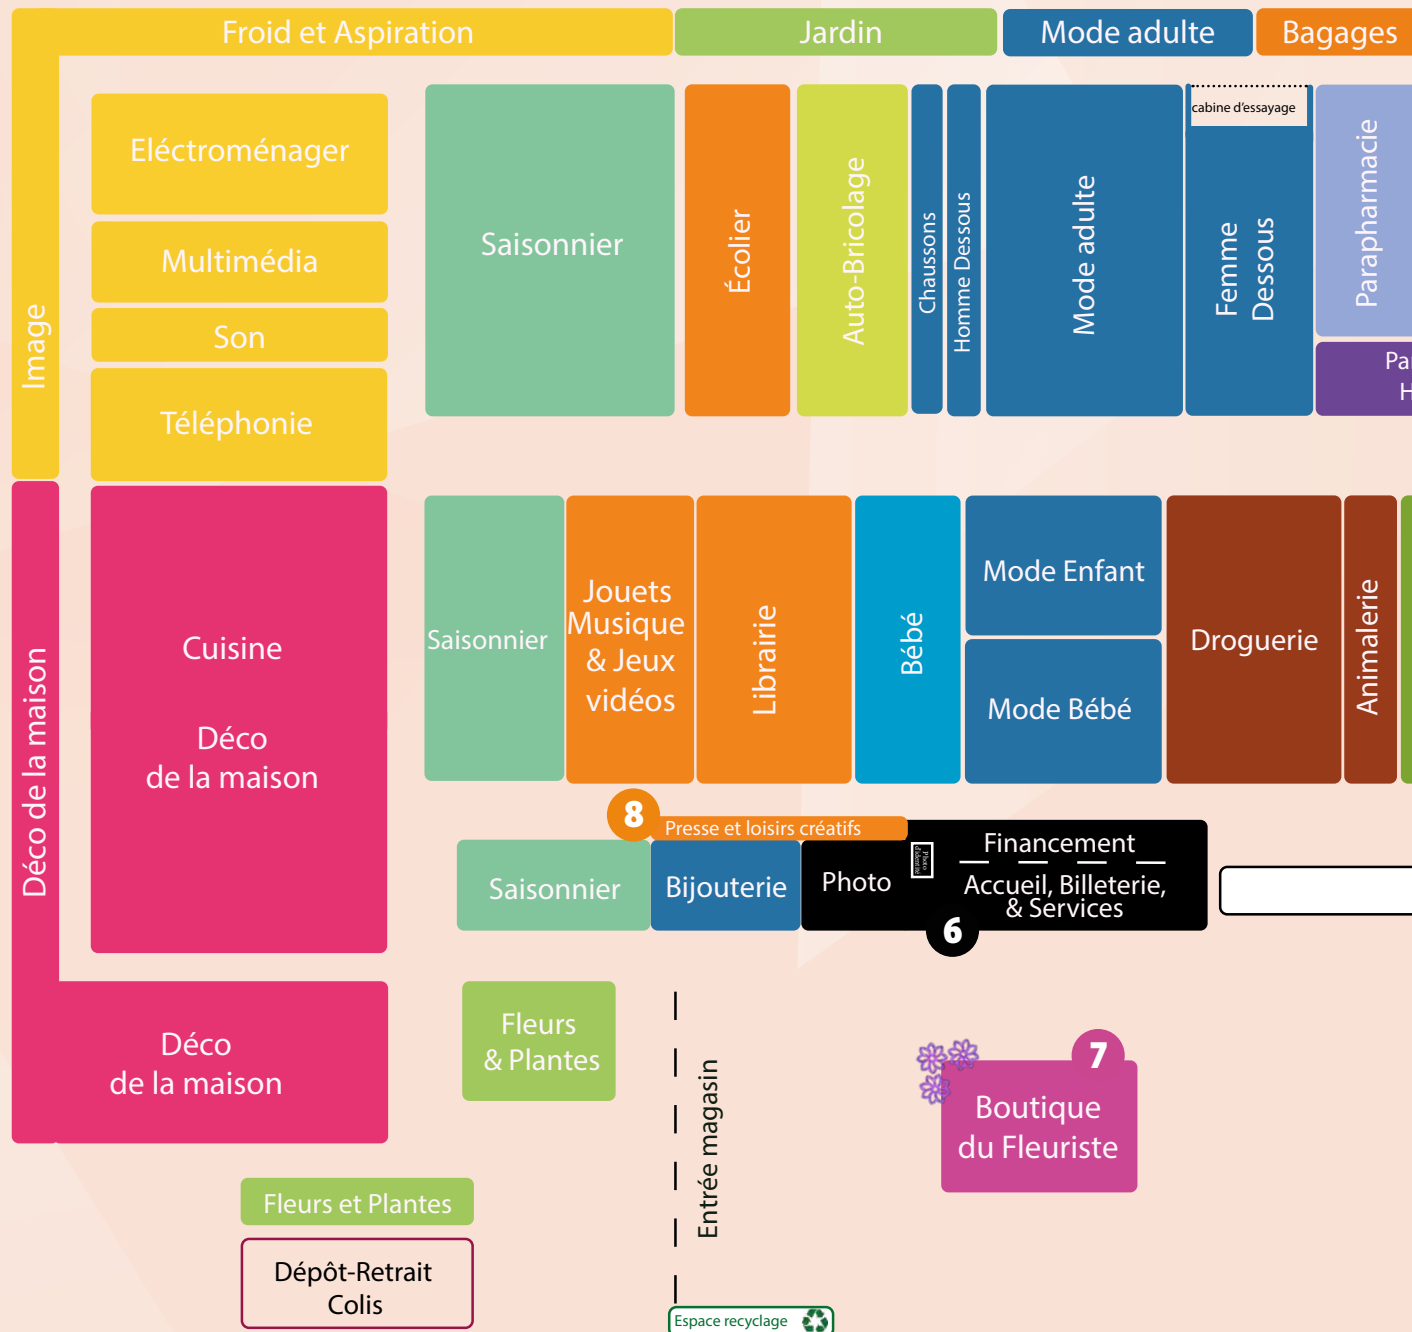 Froid et Aspiration
Jardin
Mode adulte
Bagages
Image
Eléctroménager
Multimédia
Son
Téléphonie
Saisonnier
Écolier
Auto-Bricolage
Chaussons
Homme Dessous
Mode adulte
cabine d'essayage
Femme
Dessous
Parapharmacie
Déco de la maison
Cuisine
Déco
de la maison
Saisonnier
Jouets
Musique
& Jeux
vidéos
Librairie
Bébé
Mode Enfant
Mode Bébé
Droguerie
Animalerie
8
Presse et loisirs créatifs
Saisonnier
Bijouterie
Photo
Photo
d'identité
Financement
Accueil, Billeterie,
& Services
6
Déco
de la maison
Fleurs
& Plantes
Entrée magasin
7
Boutique
du Fleuriste
Fleurs et Plantes
Dépôt-Retrait
Colis
Espace recyclage